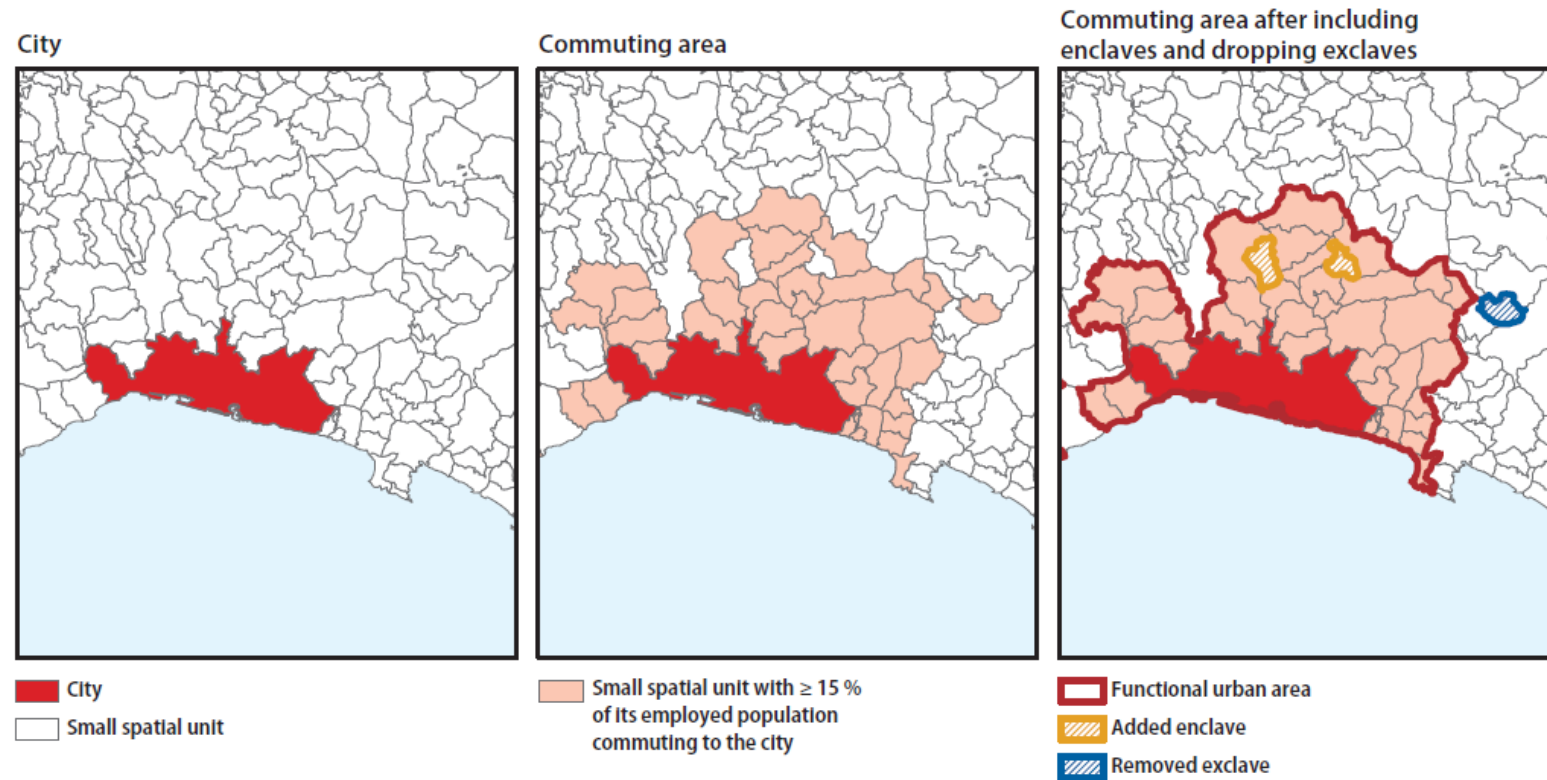 City
Commuting area
Commuting area after including
enclaves and dropping exclaves
City
Small spatial unit
Small spatial unit with ≥ 15 %
of its employed population
commuting to the city
Functional urban area
Added enclave
Removed exclave